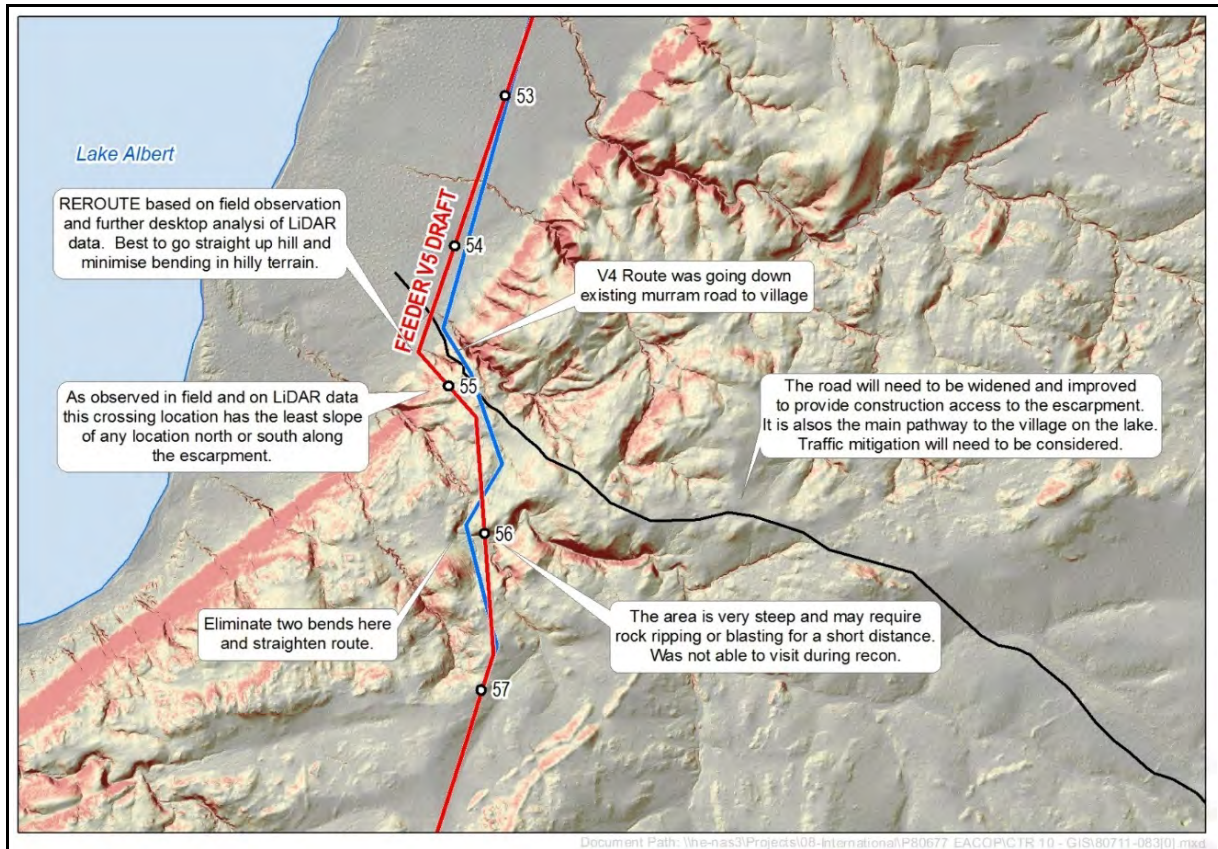 53
Lake Albert
REROUTE based on field observation
and further desktop analysi of LiDAR
data. Best to go straight up hill and
minimise bending in hilly terrain.
FEEDER V5 DRAFT
54
V4 Route was going down
existing murram road to village
As observed in field and on LiDAR data
this crossing location has the least slope
of any location north or south along
the escarpment.
55
The road will need to be widened and improved
to provide construction access to the escarpment.
It is alsos the main pathway to the village on the lake.
Traffic mitigation will need to be considered.
56
Eliminate two bends here
and straighten route.
The area is very steep and may require
rock ripping or blasting for a short distance.
Was not able to visit during recon.
57
Document Path: \\he-nas3\Projects\08-International\P80677_EACOP\CTR 10 - GIS\80711-083[0].mxd